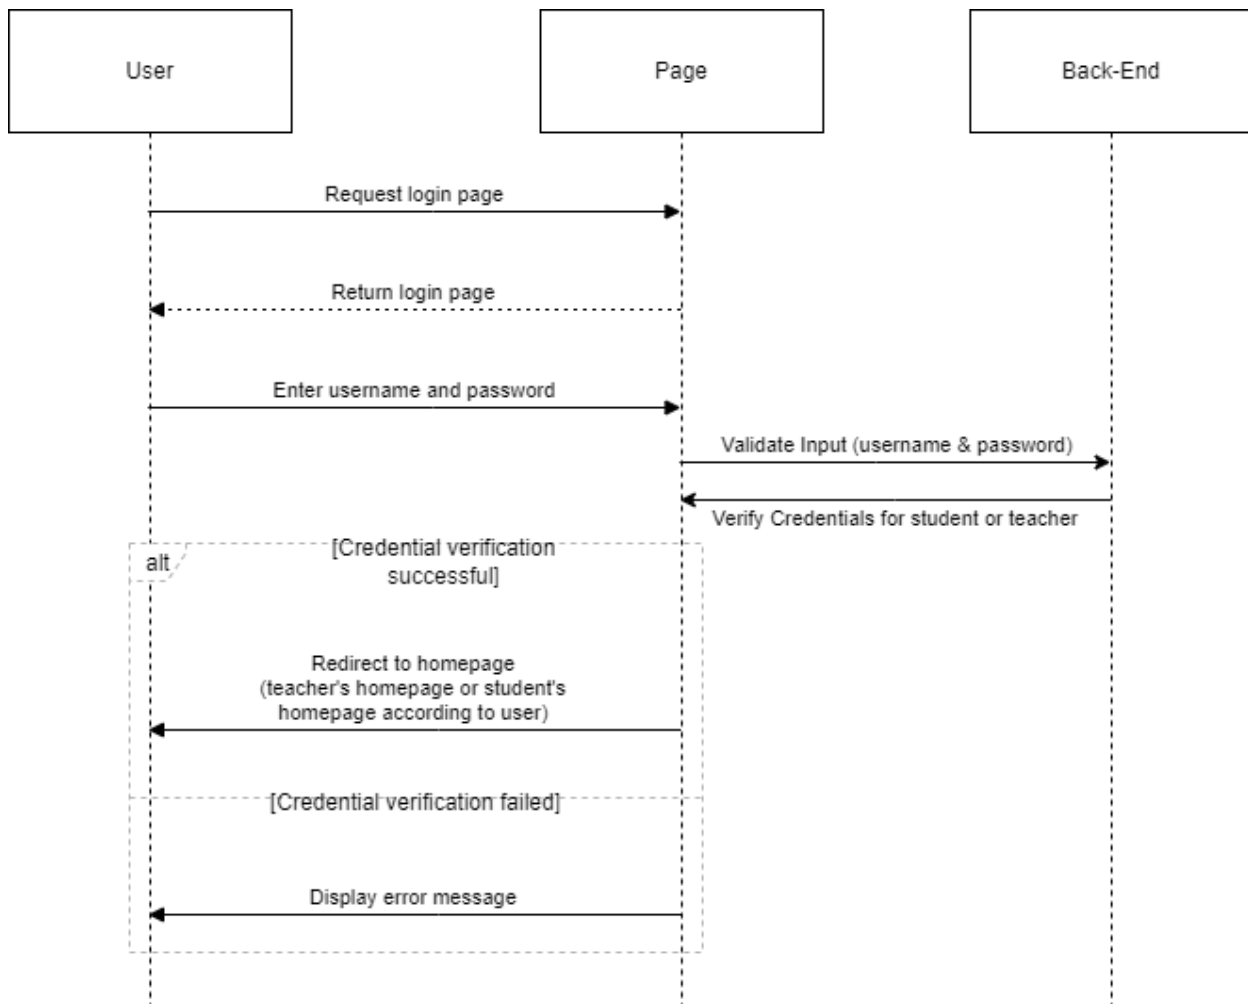 User
Page
Back-End
Request login page
Return login page
Enter username and password
Validate Input (username & password)
Verify Credentials for student or teacher
alt
[Credential verification
successful]
Redirect to homepage
(teacher's homepage or student's
homepage according to user)
[Credential verification failed]
Display error message